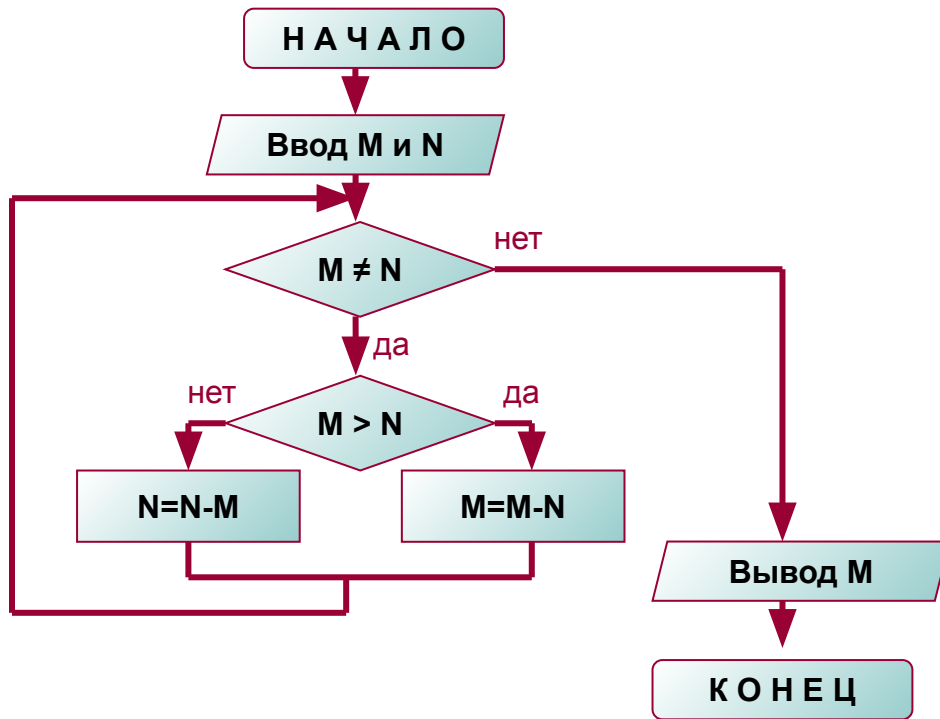 Н А Ч А Л О
Ввод M и N
M ≠ N
нет
да
M > N
нет
да
N=N-M
M=M-N
Вывод M
К О Н Е Ц